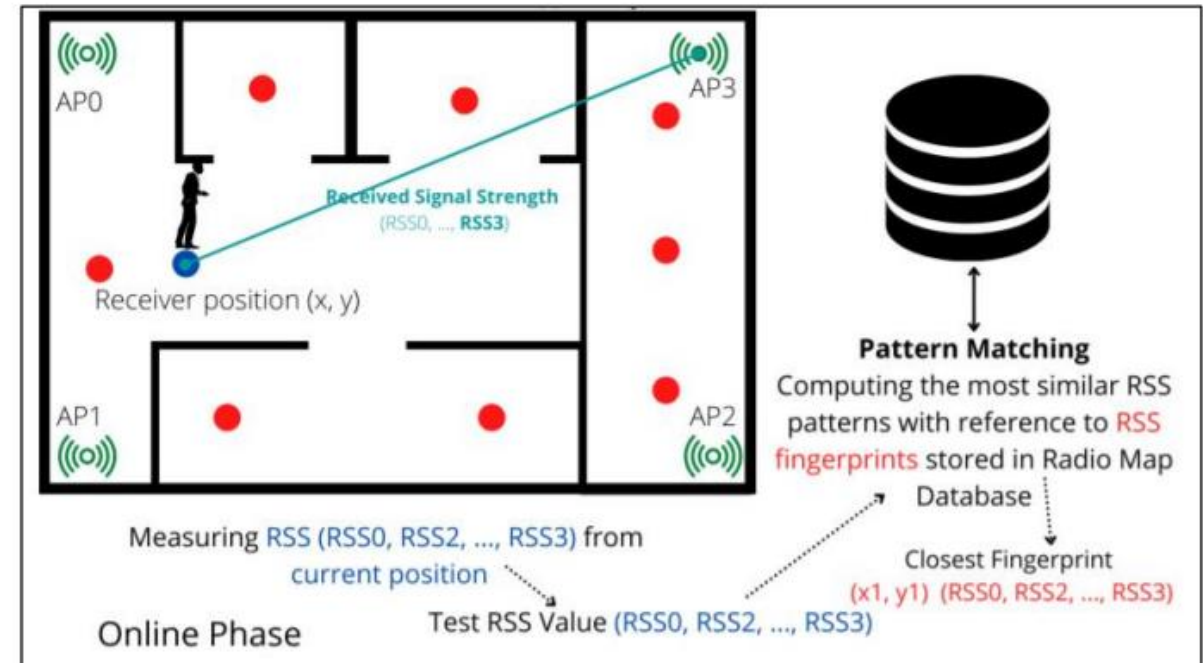 AP0
AP3
Received Signal Strength
(RSS0, ..., RSS3)
Receiver position (x, y)
AP1
AP2
Pattern Matching
Computing the most similar RSS
patterns with reference to RSS
fingerprints stored in Radio Map
Database
Measuring RSS (RSS0, RSS2, ..., RSS3) from
current position
Closest Fingerprint
(x1, y1) (RSS0, RSS2, ..., RSS3)
Test RSS Value (RSS0, RSS2, ..., RSS3)
Online Phase